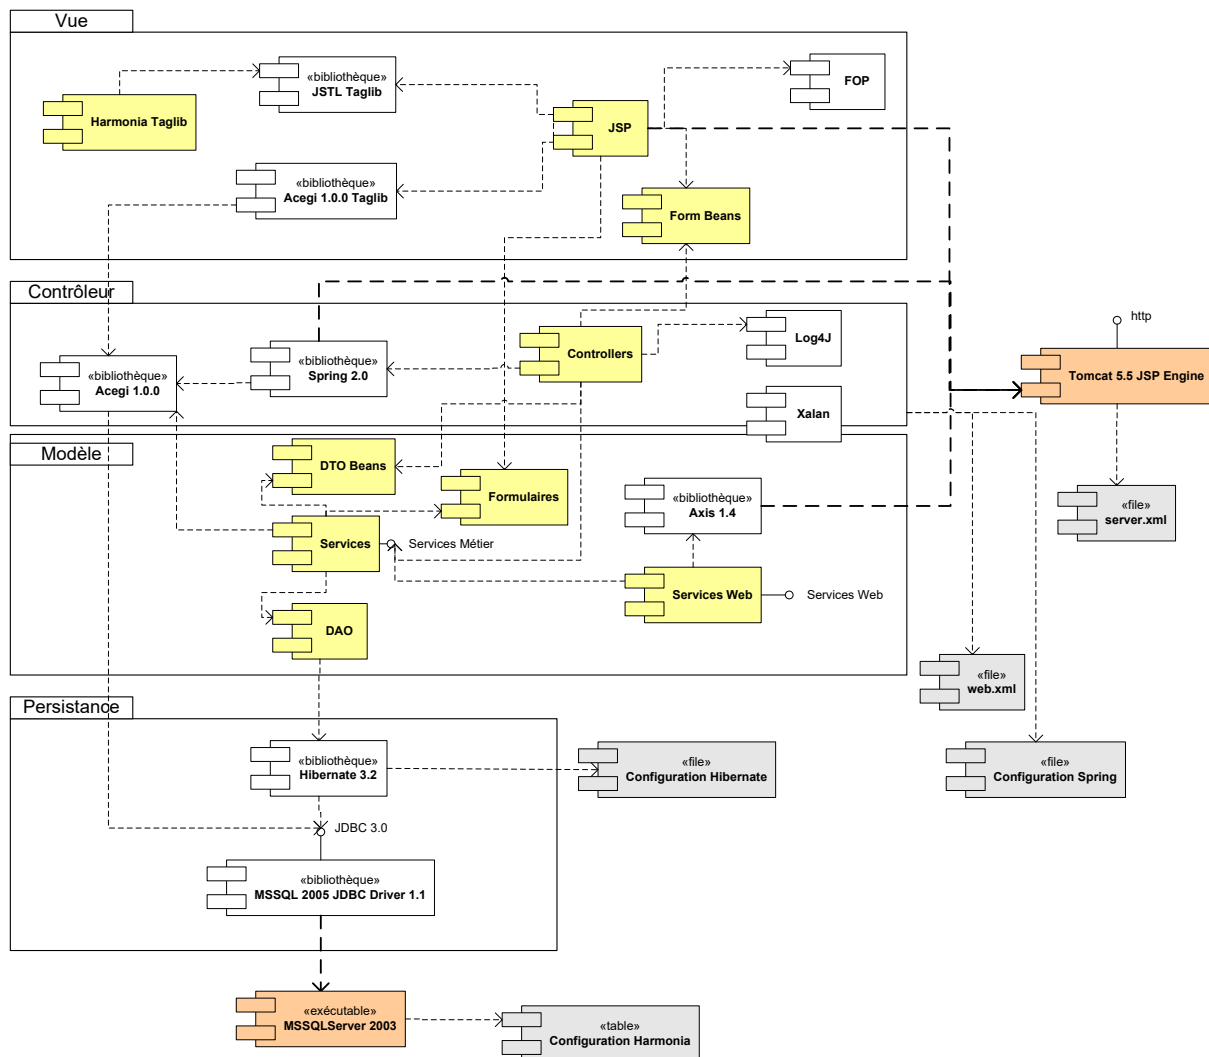 Vue
«bibliothèque»
JSTL Taglib
FOP
Harmonia Taglib
JSP
«bibliothèque»
Acegi 1.0.0 Taglib
Form Beans
Contrôleur
http
Log4J
«bibliothèque»
Spring 2.0
Controllers
«bibliothèque»
Acegi 1.0.0
Tomcat 5.5 JSP Engine
Xalan
Modèle
DTO Beans
Formulaires
«bibliothèque»
Axis 1.4
«file»
server.xml
Services
Services Métier
Services Web
Services Web
DAO
«file»
web.xml
Persistance
«bibliothèque»
Hibernate 3.2
«file»
Configuration Hibernate
«file»
Configuration Spring
JDBC 3.0
«bibliothèque»
MSSQL 2005 JDBC Driver 1.1
«exécutable»
MSSQLServer 2003
«table»
Configuration Harmonia